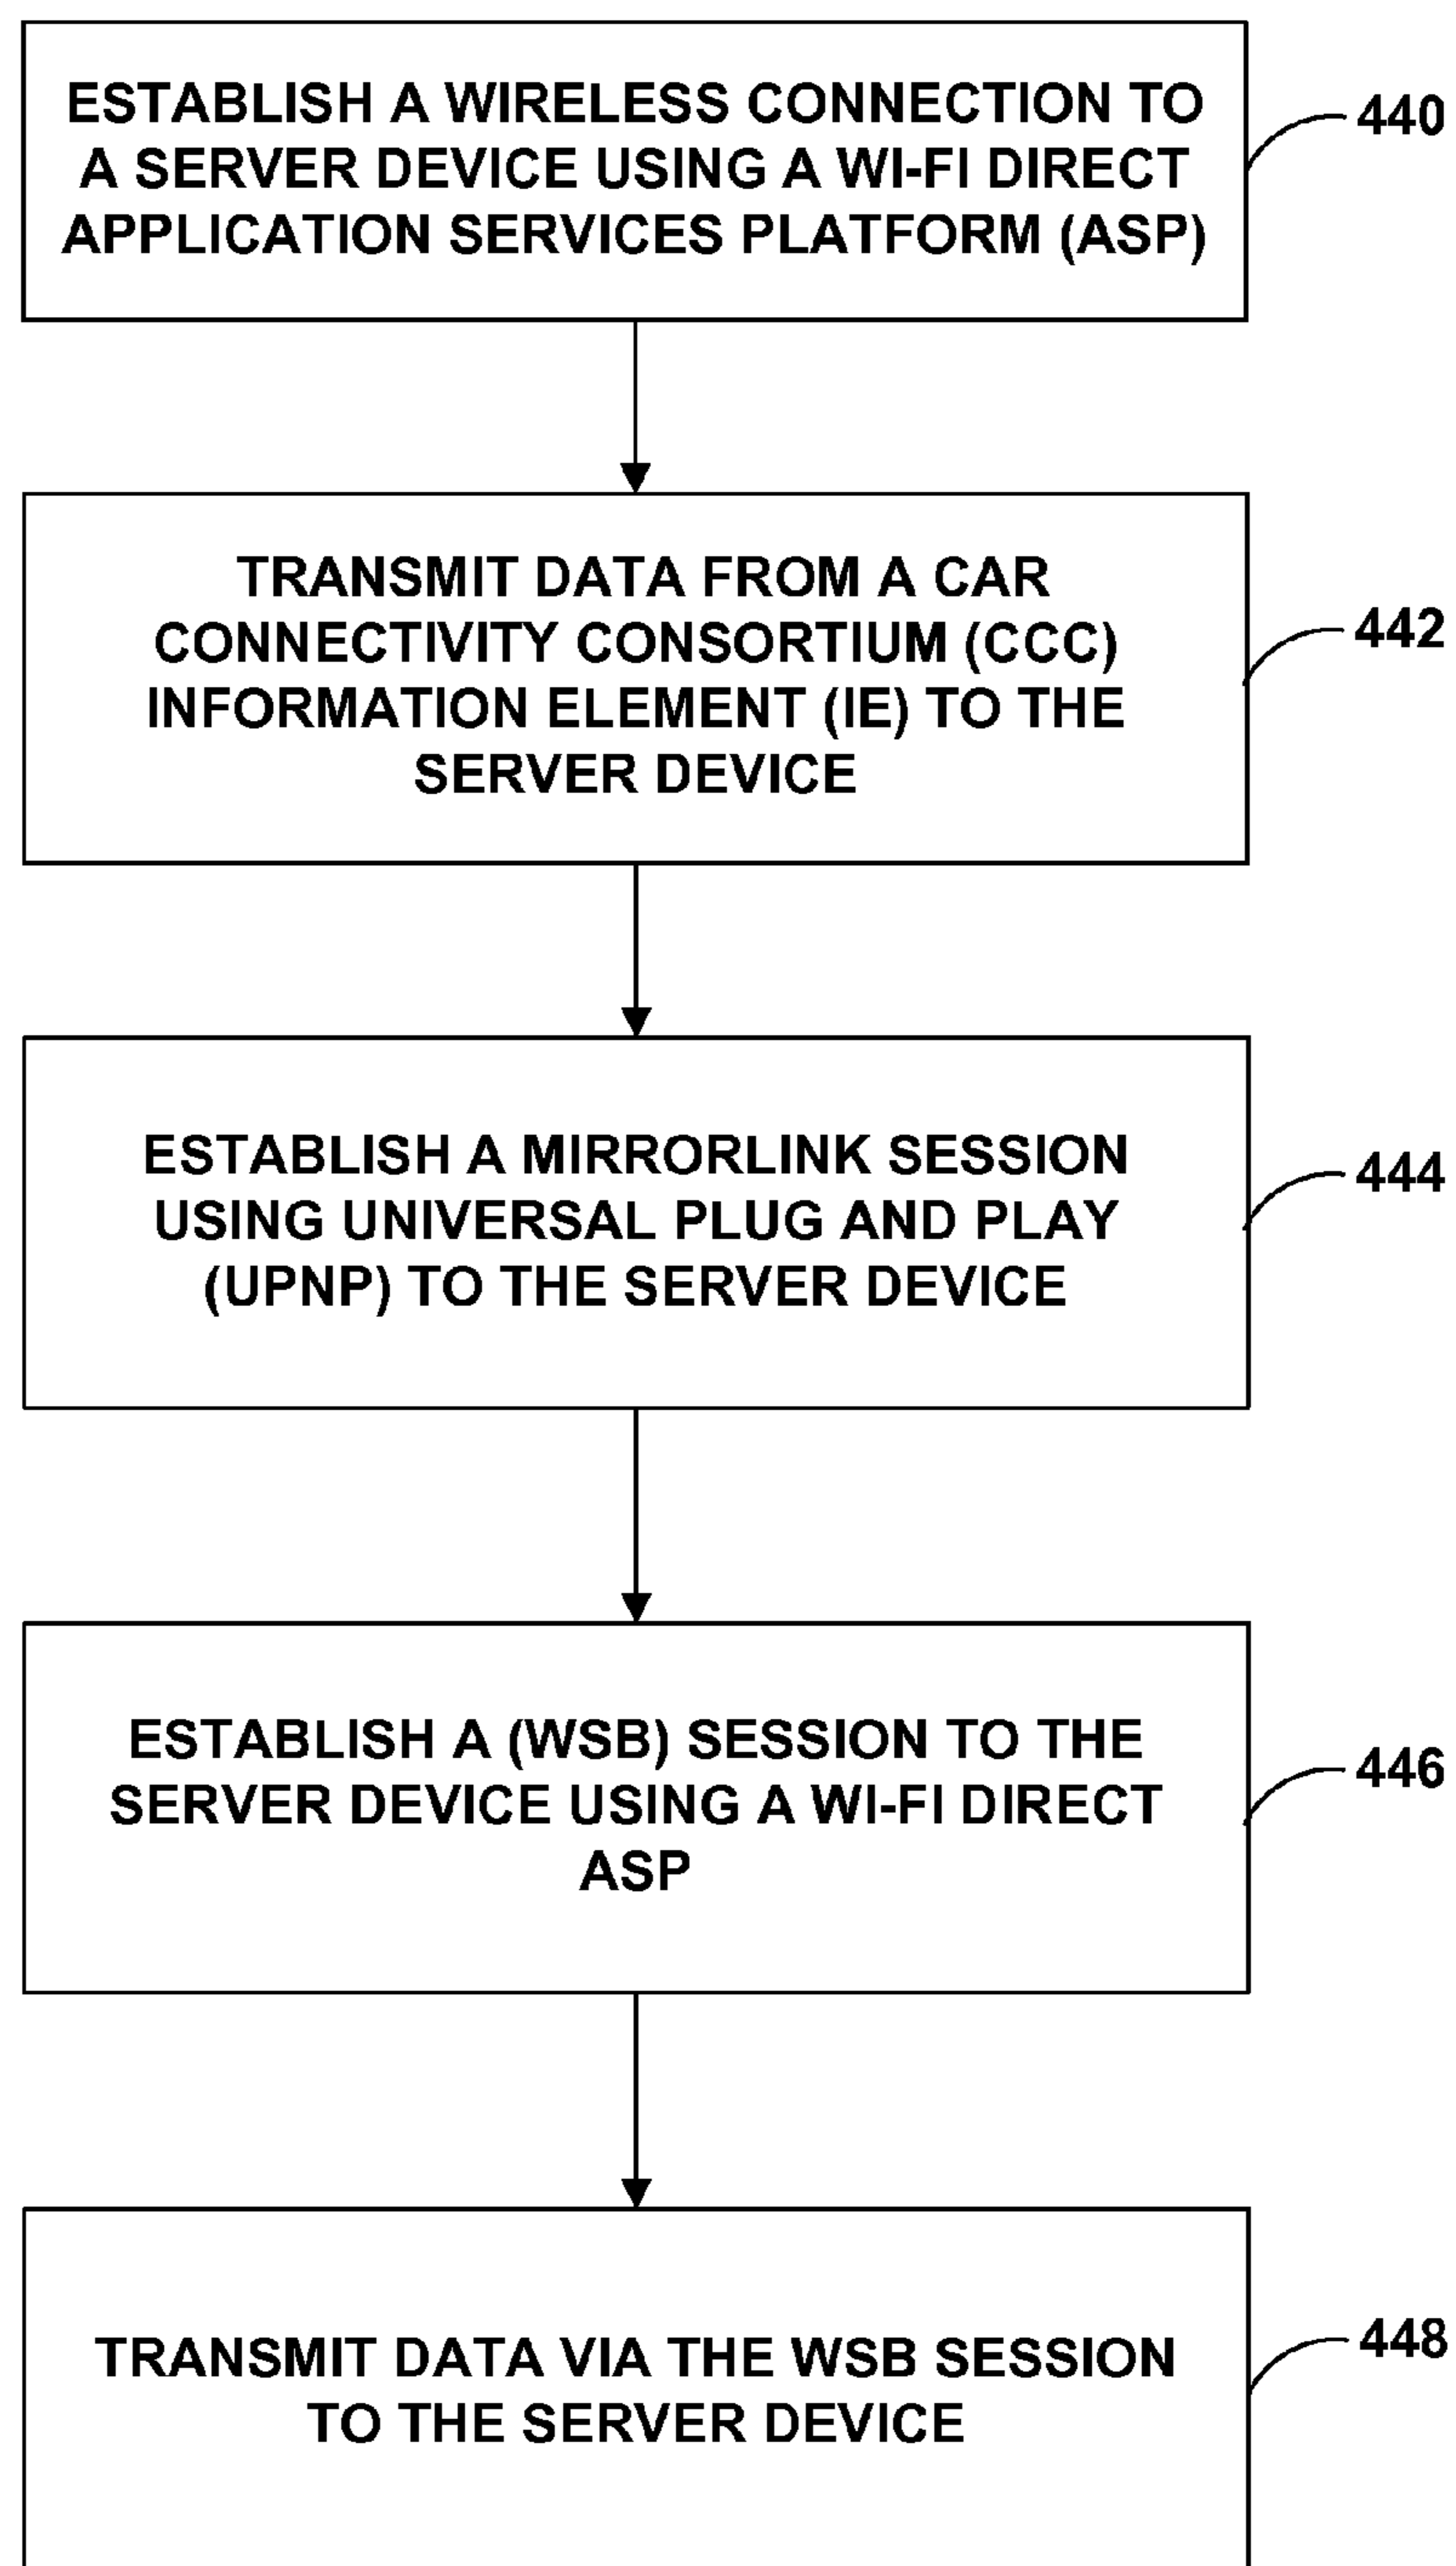 ESTABLISH A WIRELESS CONNECTION TO
A SERVER DEVICE USING A WI-FI DIRECT
APPLICATION SERVICES PLATFORM (ASP)
440
TRANSMIT DATA FROM A CAR
CONNECTIVITY CONSORTIUM (CCC)
INFORMATION ELEMENT (IE) TO THE
SERVER DEVICE
442
ESTABLISH A MIRRORLINK SESSION
USING UNIVERSAL PLUG AND PLAY
(UPNP) TO THE SERVER DEVICE
444
ESTABLISH A (WSB) SESSION TO THE
SERVER DEVICE USING A WI-FI DIRECT
ASP
446
TRANSMIT DATA VIA THE WSB SESSION
TO THE SERVER DEVICE
448